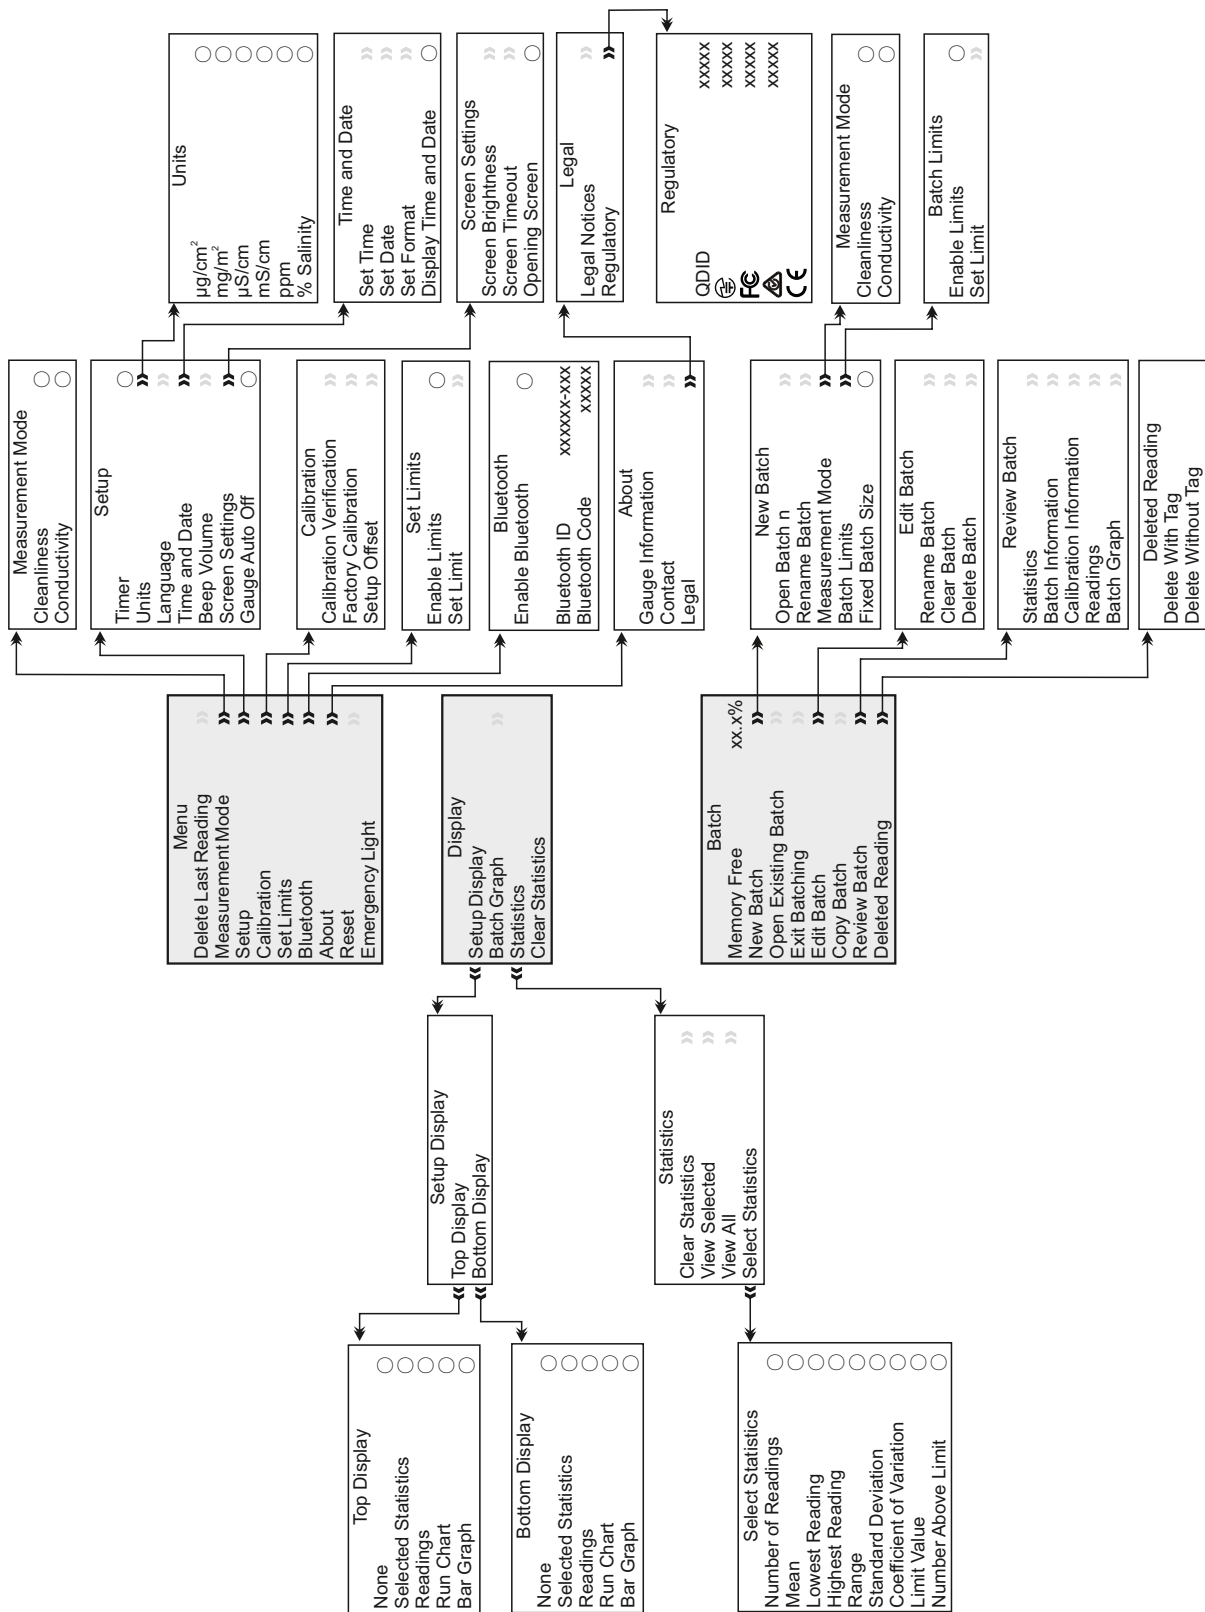 Menu
Delete Last Reading
Measurement Mode
Setup
Calibration
Set Limits
Bluetooth
About
Reset
Emergency Light
Measurement Mode
Cleanliness
Conductivity
Setup
Timer
Units
Language
Time and Date
Beep Volume
Screen Settings
Gauge Auto Off
Units
µg/cm²
mg/m²
µS/cm
mS/cm
ppm
% Salinity
Time and Date
Set Time
Set Date
Set Format
Display Time and Date
Screen Settings
Screen Brightness
Screen Timeout
Opening Screen
Calibration
Calibration Verification
Factory Calibration
Setup Offset
Set Limits
Enable Limits
Set Limit
Bluetooth
Enable Bluetooth
Bluetooth ID xxxxxx-xxx
Bluetooth Code xxxxx
About
Gauge Information
Contact
Legal
Legal
Legal Notices
Regulatory
Regulatory
QDID xxxxx
xxxxx
FC xxxxx
xxxxx
CE
Display
Setup Display
Batch Graph
Statistics
Clear Statistics
Setup Display
Top Display
Bottom Display
Top Display
None
Selected Statistics
Readings
Run Chart
Bar Graph
Bottom Display
None
Selected Statistics
Readings
Run Chart
Bar Graph
Statistics
Clear Statistics
View Selected
View All
Select Statistics
Select Statistics
Number of Readings
Mean
Lowest Reading
Highest Reading
Range
Standard Deviation
Coefficient of Variation
Limit Value
Number Above Limit
Batch
Memory Free xx.x%
New Batch
Open Existing Batch
Exit Batching
Edit Batch
Copy Batch
Review Batch
Deleted Reading
New Batch
Open Batch n
Rename Batch
Measurement Mode
Batch Limits
Fixed Batch Size
Measurement Mode
Cleanliness
Conductivity
Batch Limits
Enable Limits
Set Limit
Edit Batch
Rename Batch
Clear Batch
Delete Batch
Review Batch
Statistics
Batch Information
Calibration Information
Readings
Batch Graph
Deleted Reading
Delete With Tag
Delete Without Tag